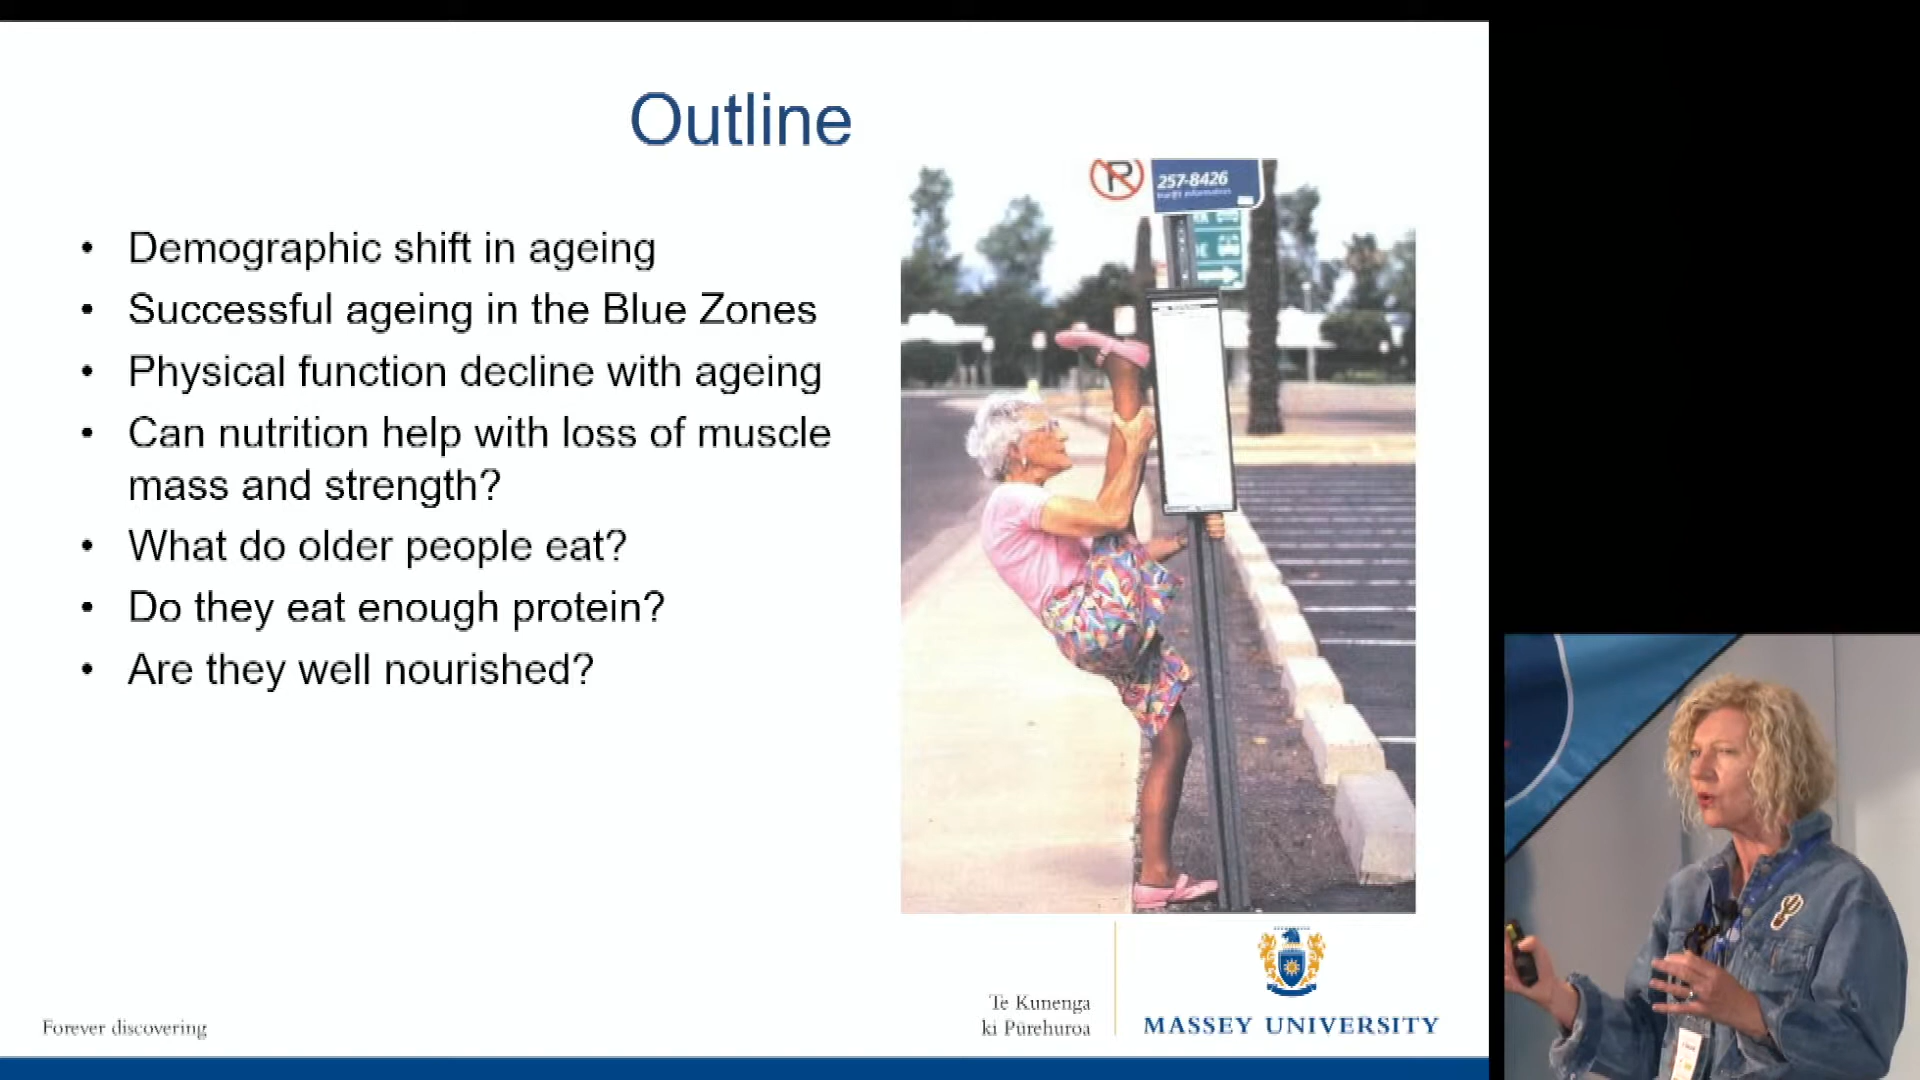 Outline
• Demographic shift in ageing
• Successful ageing in the Blue Zones
• Physical function decline with ageing
• Can nutrition help with loss of muscle
mass and strength?
• What do older people eat?
• Do they eat enough protein?
• Are they well nourished?
257-8426
Forever discovering
Te Kunenga
ki Pūrehuroa
MASSEY UNIVERSITY